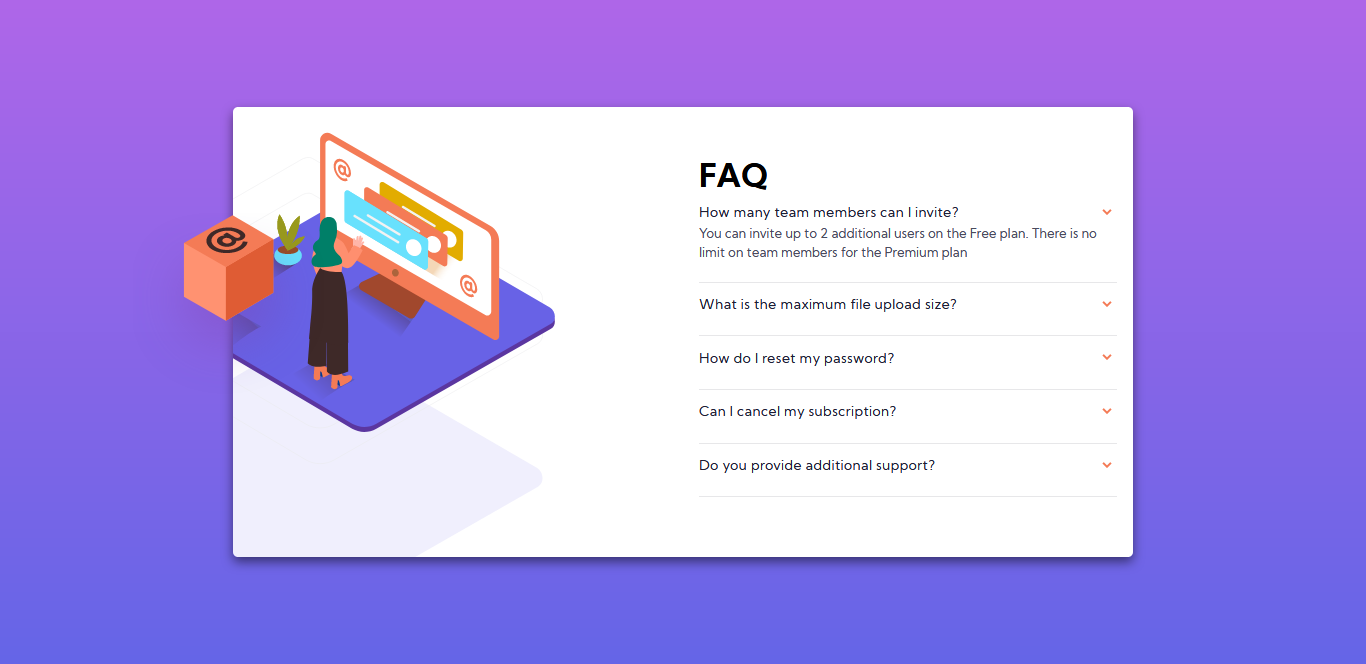 @
@
@
FAQ
How many team members can I invite?
You can invite up to 2 additional users on the Free plan. There is no
limit on team members for the Premium plan
What is the maximum file upload size?
How do I reset my password?
Can I cancel my subscription?
Do you provide additional support?